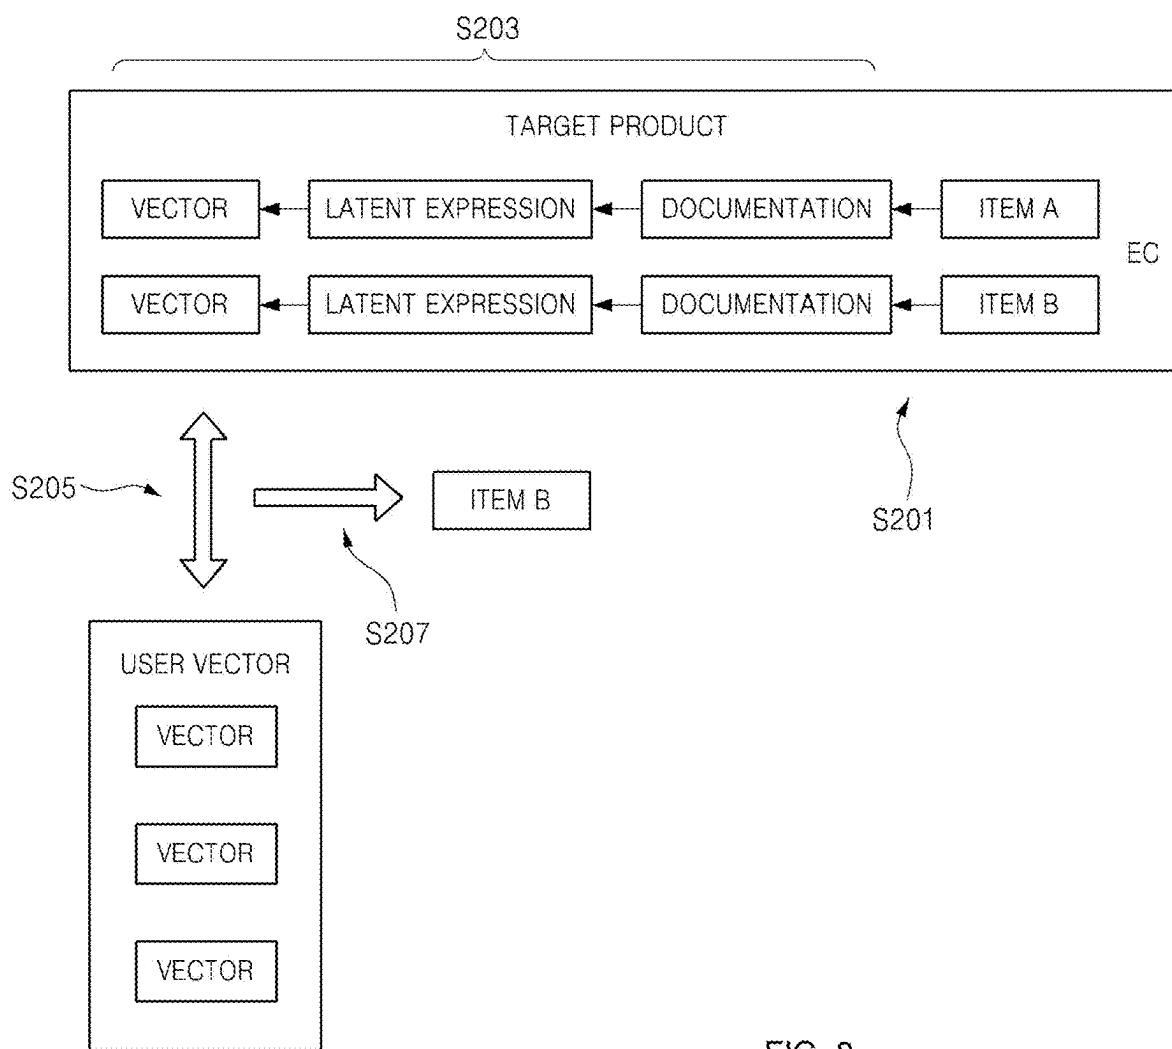 S203
TARGET PRODUCT
VECTOR LATENT EXPRESSION DOCUMENTATION ITEM A
EC
VECTOR LATENT EXPRESSION DOCUMENTATION ITEM B
S205
ITEM B
S201
S207
USER VECTOR
VECTOR
VECTOR
VECTOR
FIG.